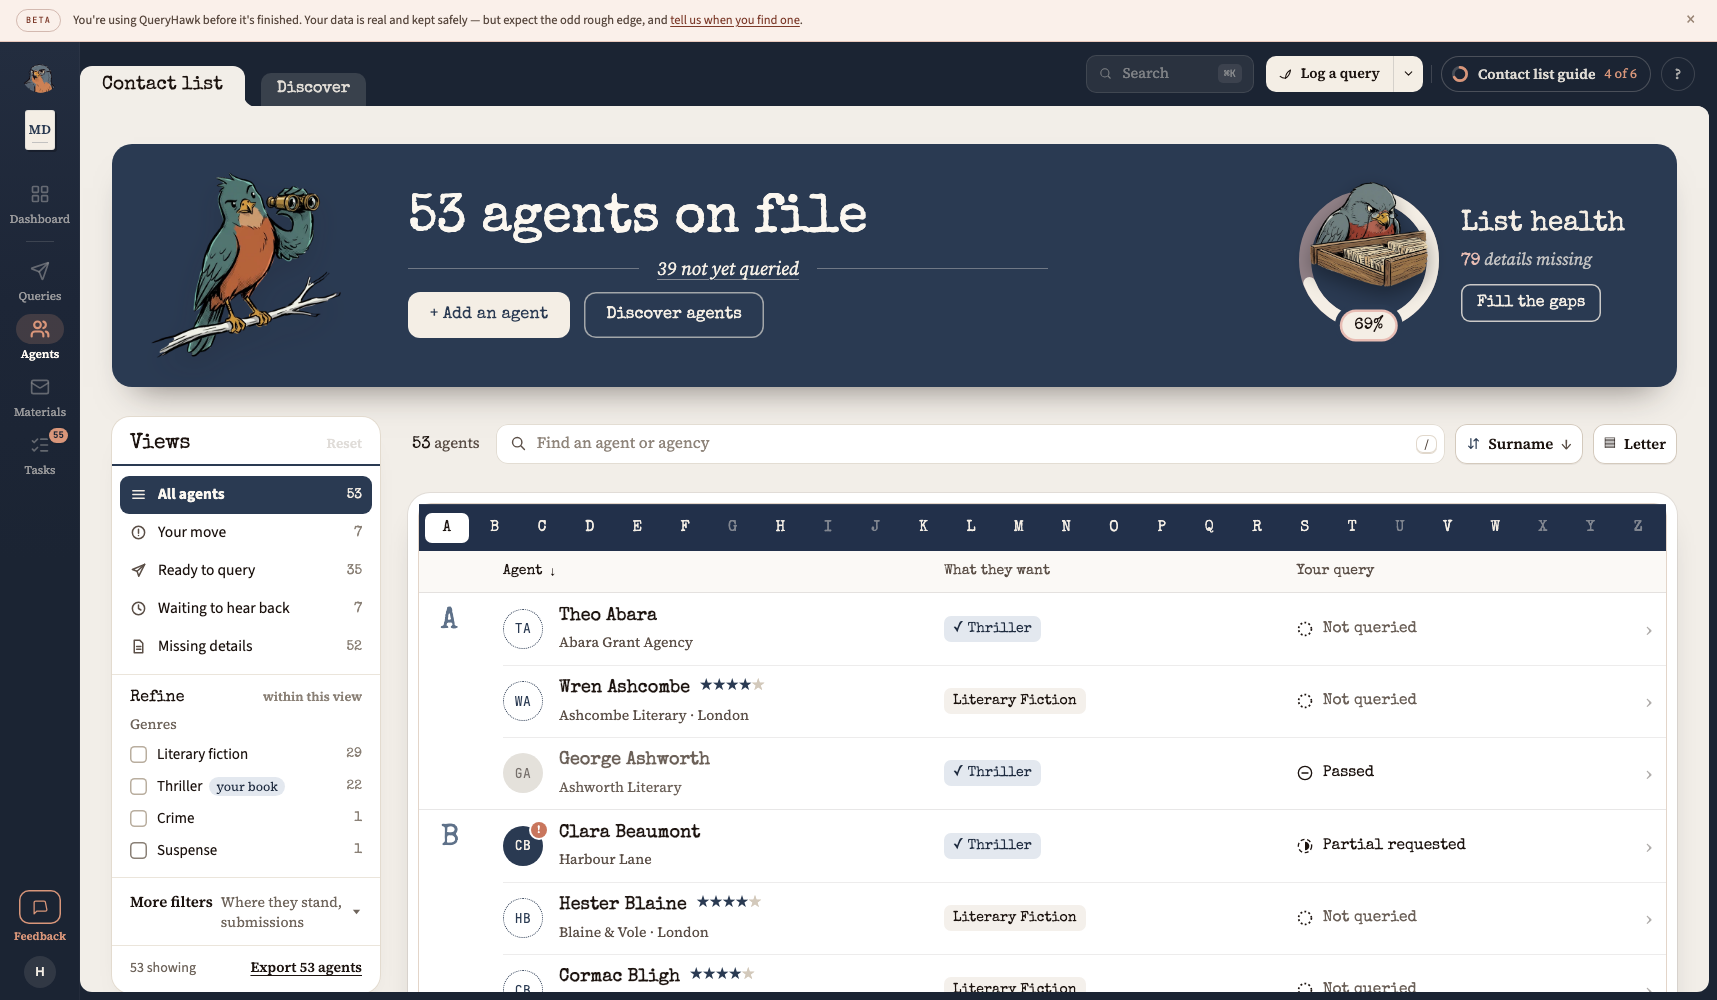 BETA
You're using QueryHawk before it's finished. Your data is real and kept safely — but expect the odd rough edge, and tell us when you find one.
×
Contact list
Discover
Search
⌘K
Log a query
Contact list guide 4 of 6
?
MD
Dashboard
Queries
Agents
Materials
55
Tasks
Feedback
H
53 agents on file
39 not yet queried
+ Add an agent
Discover agents
69%
List health
79 details missing
Fill the gaps
Views
Reset
All agents 53
Your move 7
Ready to query 35
Waiting to hear back 7
Missing details 52
Refine
within this view
Genres
Literary fiction 29
Thriller your book 22
Crime 1
Suspense 1
More filters Where they stand,
submissions
53 showing
Export 53 agents
53 agents
Find an agent or agency
/
Surname ↓
Letter
A B C D E F G H I J K L M N O P Q R S T U V W X Y Z
Agent ↓
What they want
Your query
A
TA
Theo Abara
Abara Grant Agency
✓ Thriller
Not queried
WA
Wren Ashcombe ★★★★★
Ashcombe Literary · London
Literary Fiction
Not queried
GA
George Ashworth
Ashworth Literary
✓ Thriller
Passed
B
CB
!
Clara Beaumont
Harbour Lane
✓ Thriller
Partial requested
HB
Hester Blaine ★★★★★
Blaine & Vole · London
Literary Fiction
Not queried
CB
Cormac Bligh ★★★★★
Literary Fiction
Not queried